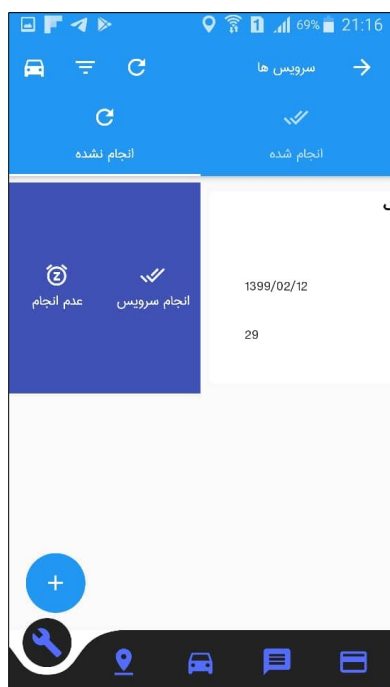 69% 21:16
سرویس ها
انجام شده
انجام نشده
1399/02/12
29
انجام سرویس
عدم انجام